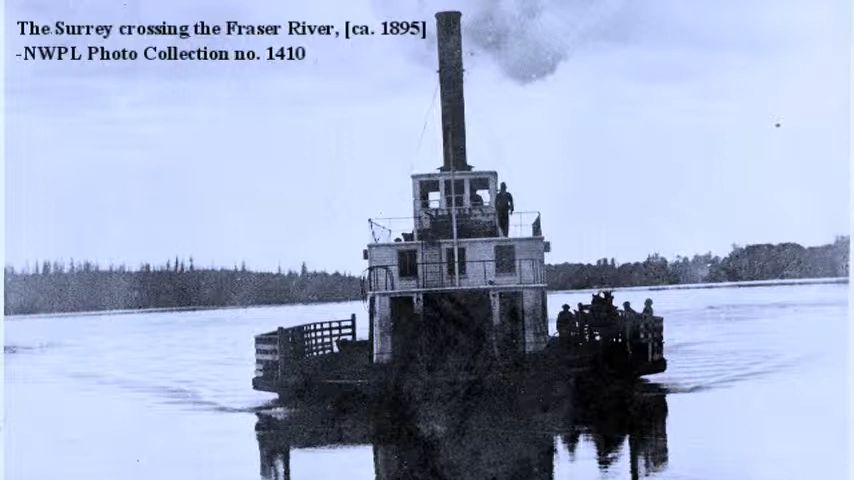 The Surrey crossing the Fraser River, [ca. 1895]
-NWPL Photo Collection no. 1410